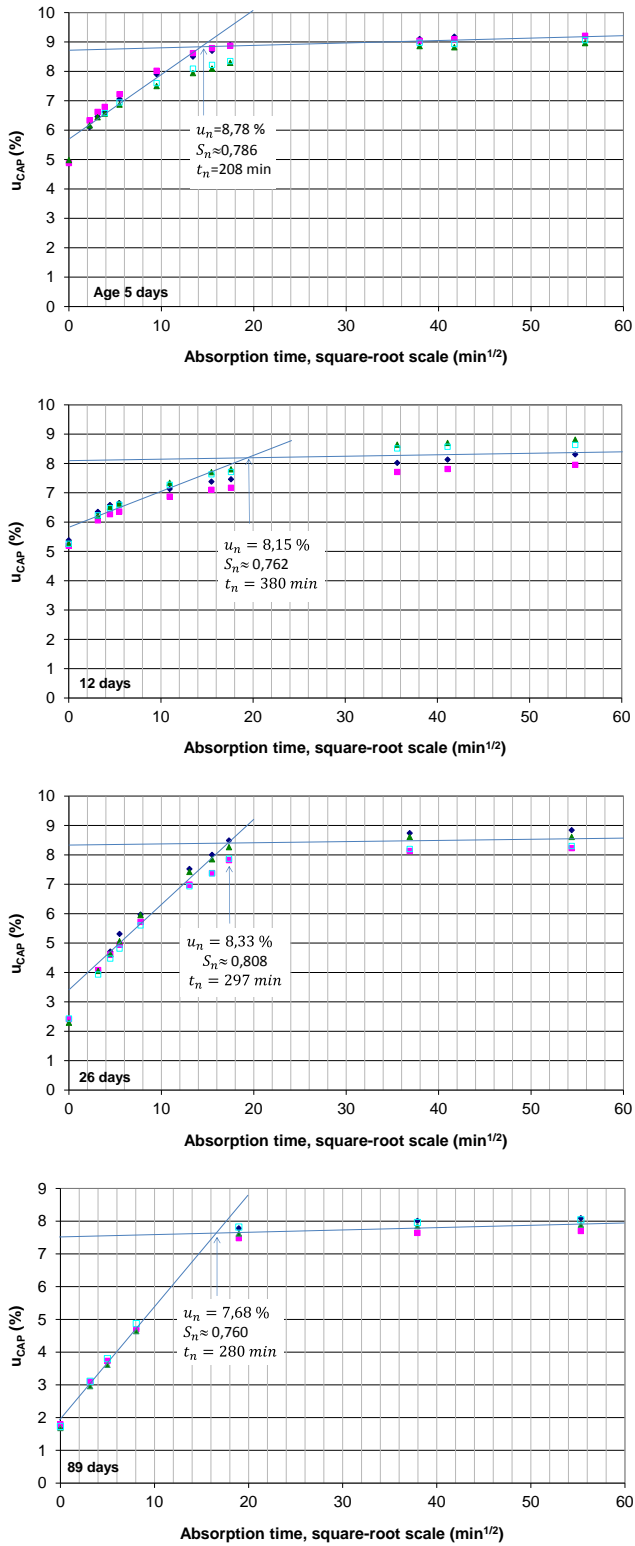 10
9
8
7
6
5
4
3
2
1
0
u_CAP (%)
u_n=8,78 %
S_n≈0,786
t_n=208 min
Age 5 days
0 10 20 30 40 50 60
Absorption time, square-root scale (min^1/2)
10
9
8
7
6
5
4
3
2
1
0
u_CAP (%)
u_n = 8,15 %
S_n≈ 0,762
t_n = 380 min
12 days
0 10 20 30 40 50 60
Absorption time, square-root scale (min^1/2)
10
9
8
7
6
5
4
3
2
1
0
u_CAP (%)
u_n = 8,33 %
S_n≈ 0,808
t_n = 297 min
26 days
0 10 20 30 40 50 60
Absorption time, square-root scale (min^1/2)
9
8
7
6
5
4
3
2
1
0
u_CAP (%)
u_n = 7,68 %
S_n≈ 0,760
t_n = 280 min
89 days
0 10 20 30 40 50 60
Absorption time, square-root scale (min^1/2)